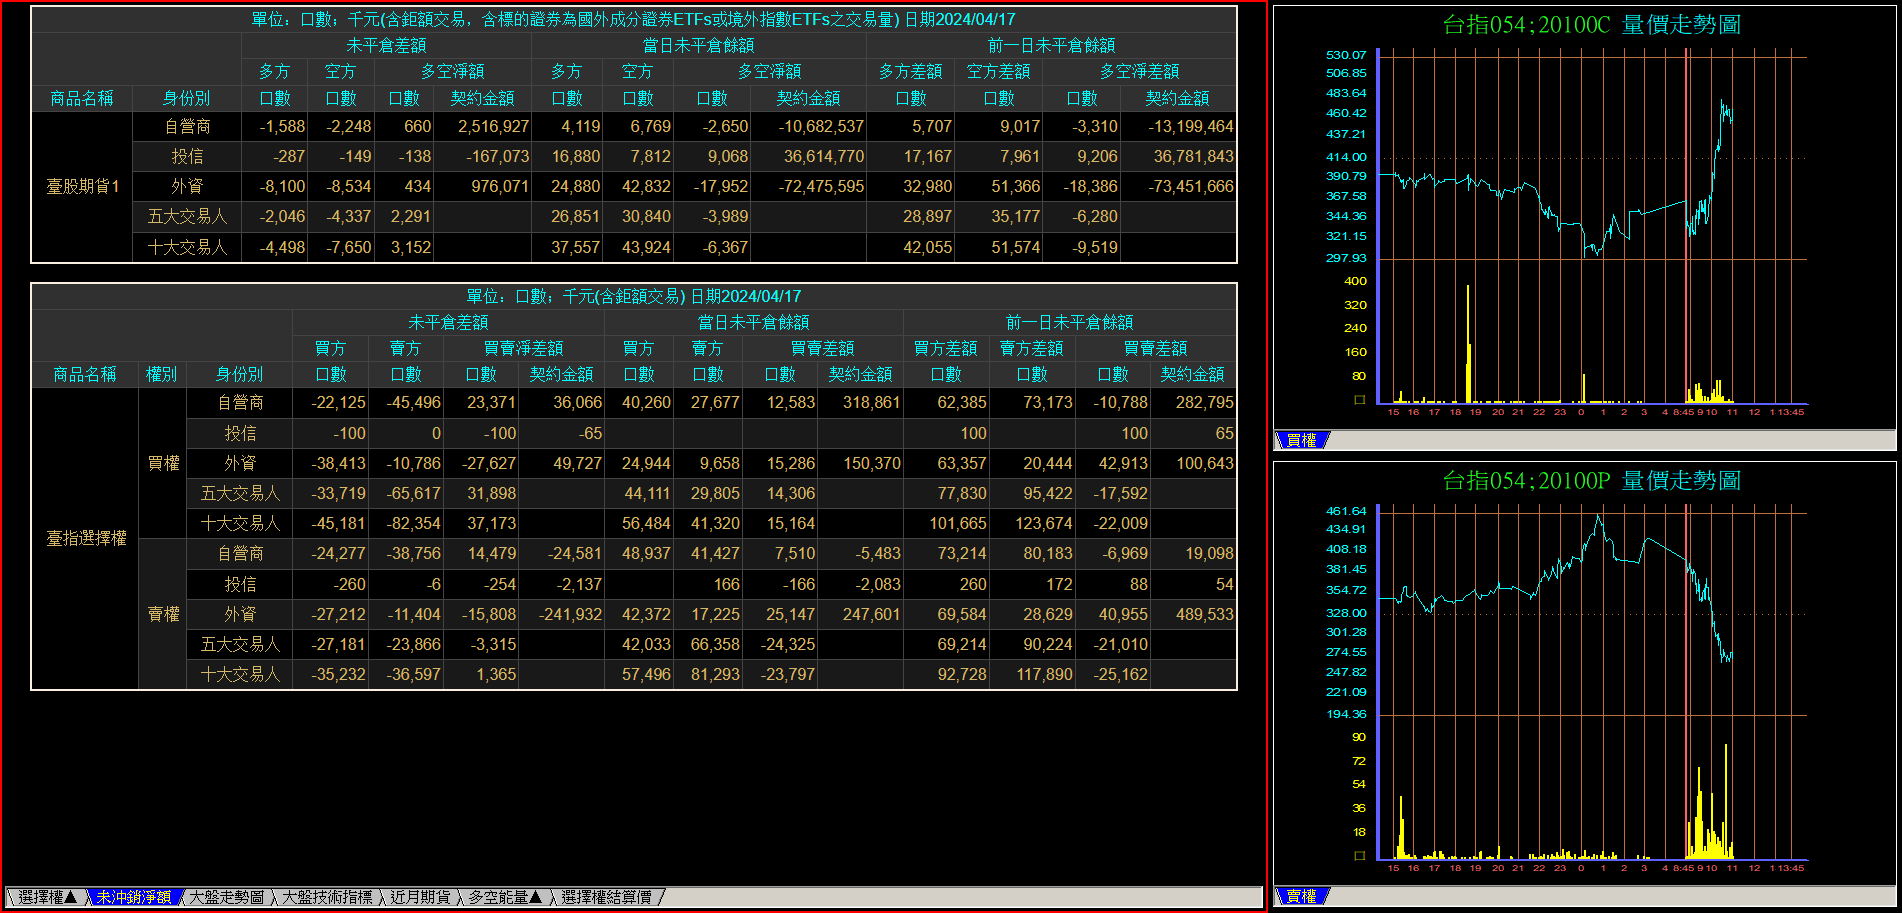 單位：口數；千元(含鉅額交易，含標的證券為國外成分證券ETFs或境外指數ETFs之交易量) 日期2024/04/17
未平倉差額 當日未平倉餘額 前一日未平倉餘額
多方 空方 多空淨額 多方 空方 多空淨額 多方差額 空方差額 多空淨差額
商品名稱 身份別 口數 口數 口數 契約金額 口數 口數 口數 契約金額 口數 口數 口數 契約金額
自營商 -1,588 -2,248 660 2,516,927 4,119 6,769 -2,650 -10,682,537 5,707 9,017 -3,310 -13,199,464
投信 -287 -149 -138 -167,073 16,880 7,812 9,068 36,614,770 17,167 7,961 9,206 36,781,843
臺股期貨1 外資 -8,100 -8,534 434 976,071 24,880 42,832 -17,952 -72,475,595 32,980 51,366 -18,386 -73,451,666
五大交易人 -2,046 -4,337 2,291 26,851 30,840 -3,989 28,897 35,177 -6,280
十大交易人 -4,498 -7,650 3,152 37,557 43,924 -6,367 42,055 51,574 -9,519
單位：口數；千元(含鉅額交易) 日期2024/04/17
未平倉差額 當日未平倉餘額 前一日未平倉餘額
買方 賣方 買賣淨差額 買方 賣方 買賣差額 買方差額 賣方差額 買賣差額
商品名稱 權別 身份別 口數 口數 口數 契約金額 口數 口數 口數 契約金額 口數 口數 口數 契約金額
自營商 -22,125 -45,496 23,371 36,066 40,260 27,677 12,583 318,861 62,385 73,173 -10,788 282,795
投信 -100 0 -100 -65 100 100 65
買權 外資 -38,413 -10,786 -27,627 49,727 24,944 9,658 15,286 150,370 63,357 20,444 42,913 100,643
五大交易人 -33,719 -65,617 31,898 44,111 29,805 14,306 77,830 95,422 -17,592
十大交易人 -45,181 -82,354 37,173 56,484 41,320 15,164 101,665 123,674 -22,009
臺指選擇權
自營商 -24,277 -38,756 14,479 -24,581 48,937 41,427 7,510 -5,483 73,214 80,183 -6,969 19,098
投信 -260 -6 -254 -2,137 166 -166 -2,083 260 172 88 54
賣權 外資 -27,212 -11,404 -15,808 -241,932 42,372 17,225 25,147 247,601 69,584 28,629 40,955 489,533
五大交易人 -27,181 -23,866 -3,315 42,033 66,358 -24,325 69,214 90,224 -21,010
十大交易人 -35,232 -36,597 1,365 57,496 81,293 -23,797 92,728 117,890 -25,162
選擇權▲ 未沖銷淨額 大盤走勢圖 大盤技術指標 近月期貨 多空能量▲ 選擇權結算價
台指054;20100C 量價走勢圖
530.07
506.85
483.64
460.42
437.21
414.00
390.79
367.58
344.36
321.15
297.93
400
320
240
160
80
口
15 16 17 18 19 20 21 22 23 0 1 2 3 4 8:45 9 10 11 12 1 13:45
買權
台指054;20100P 量價走勢圖
461.64
434.91
408.18
381.45
354.72
328.00
301.28
274.55
247.82
221.09
194.36
90
72
54
36
18
口
15 16 17 18 19 20 21 22 23 0 1 2 3 4 8:45 9 10 11 12 1 13:45
賣權